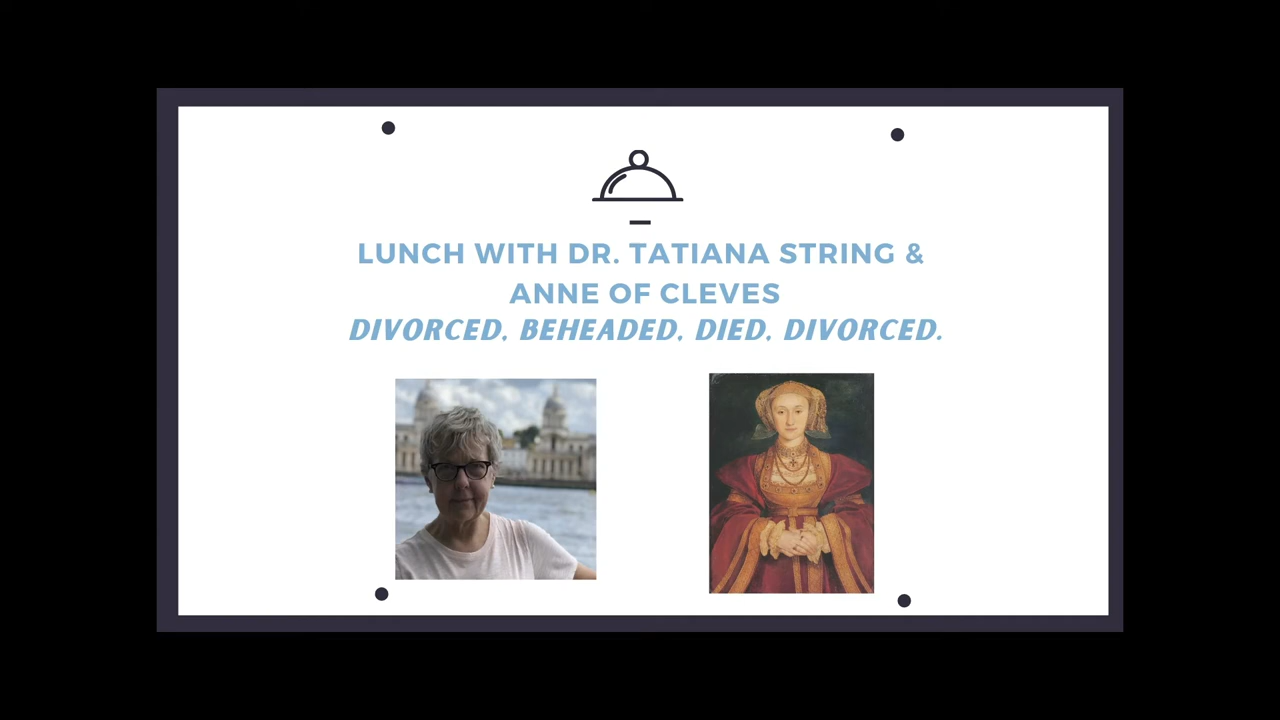 LUNCH WITH DR. TATIANA STRING &
ANNE OF CLEVES
DIVORCED. BEHEADED. DIED. DIVORCED.